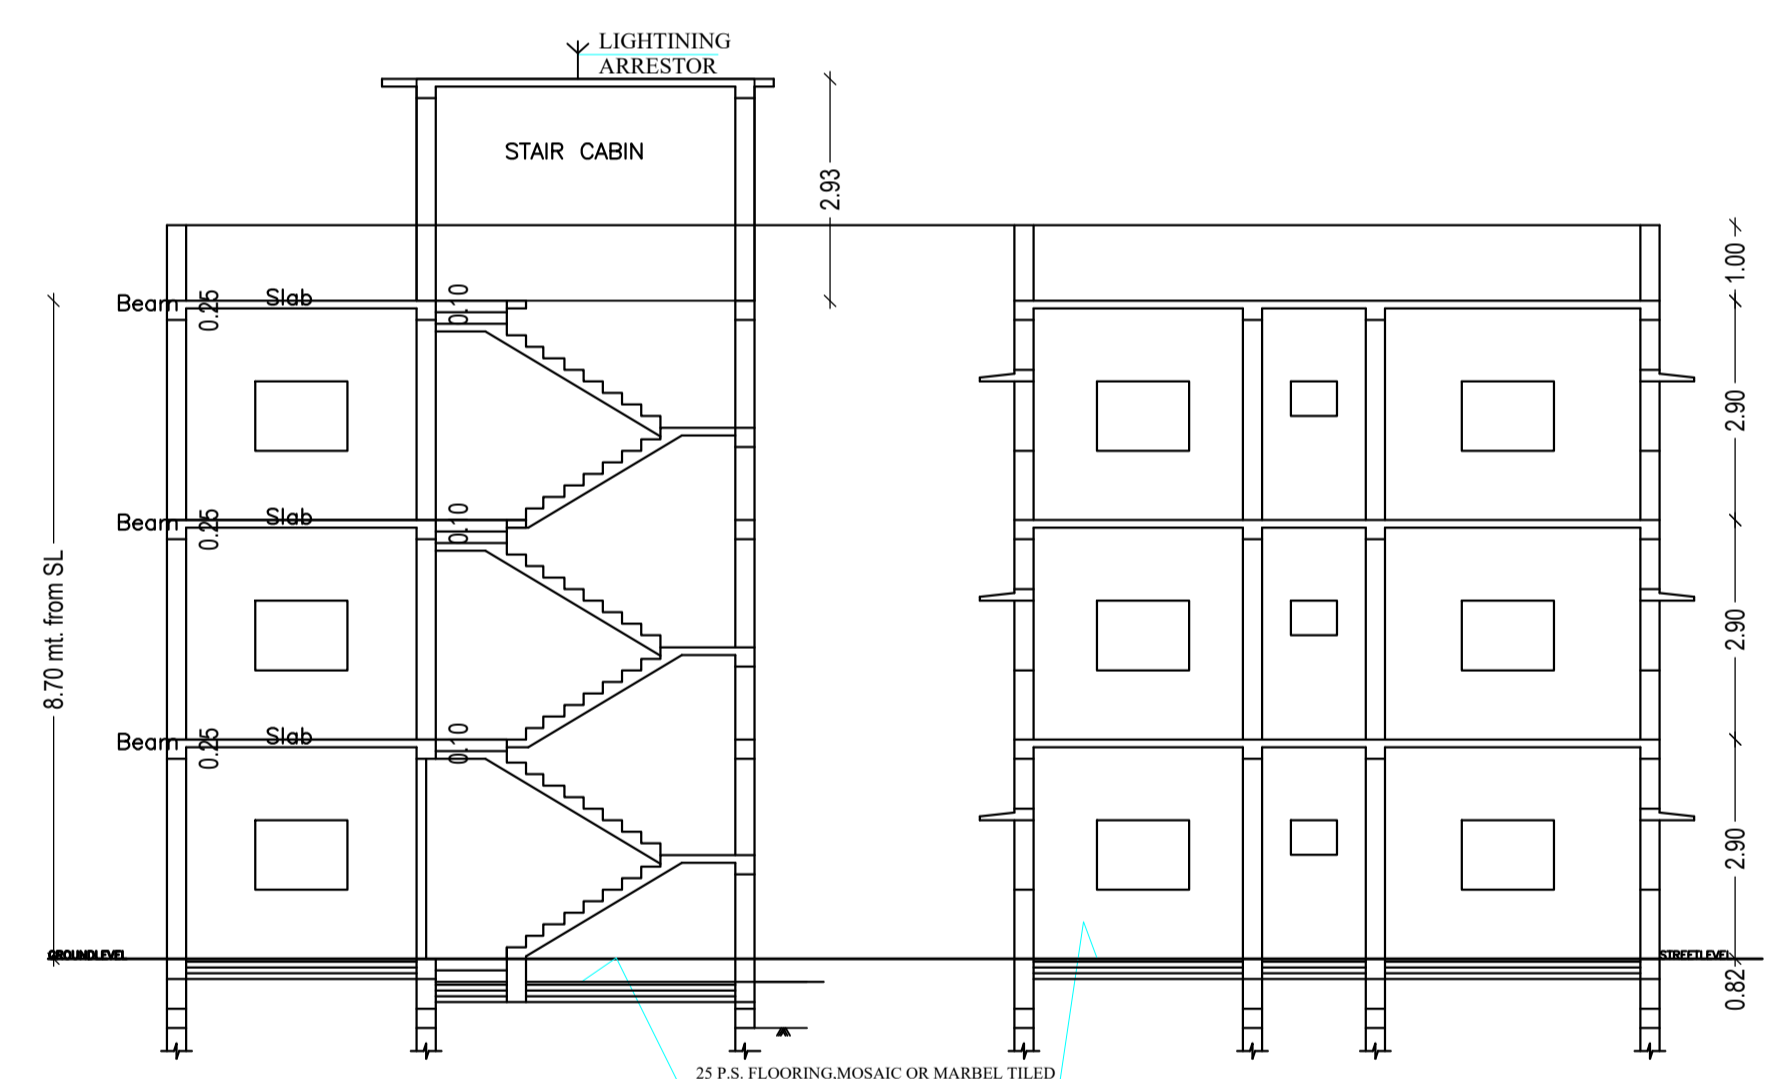 LIGHTINING
ARRESTOR
STAIR CABIN
2.93
1.00
Beam
0.25
Slab
0.10
2.90
Beam
0.25
Slab
0.10
8.70 mt. from SL
2.90
Beam
0.25
Slab
0.10
2.90
GROUNDLEVEL
STREETLEVEL
0.82
25 P.S. FLOORING,MOSAIC OR MARBEL TILED